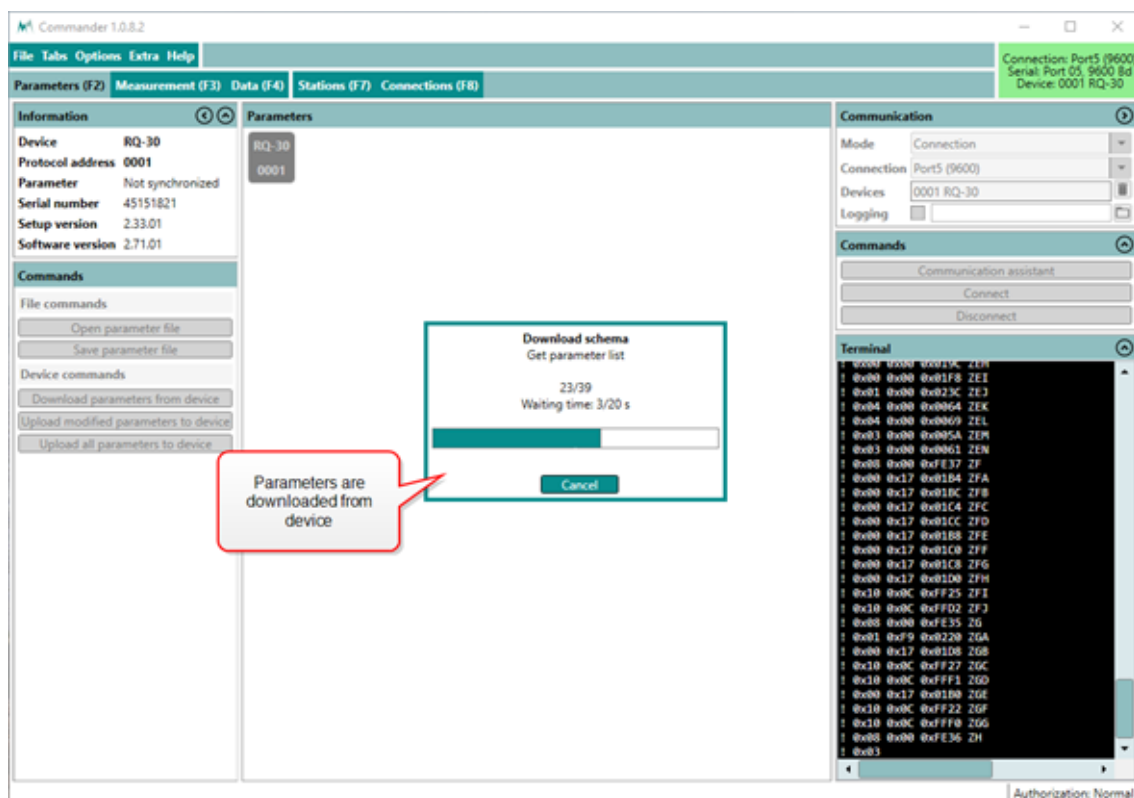 Commander 1.0.8.2
File Tabs Options Extra Help
Connection: Port5 (9600
Serial: Port 05, 9600 Bd
Device: 0001 RQ-30
Parameters (F2) Measurement (F3) Data (F4) Stations (F7) Connections (F8)
Information
Device RQ-30
Protocol address 0001
Parameter Not synchronized
Serial number 45151821
Setup version 2.33.01
Software version 2.71.01
Commands
File commands
Open parameter file
Save parameter file
Device commands
Download parameters from device
Upload modified parameters to device
Upload all parameters to device
Parameters
RQ-30
0001
Download schema
Get parameter list
23/39
Waiting time: 3/20 s
Cancel
Parameters are
downloaded from
device
Communication
Mode Connection
Connection Port5 (9600)
Devices 0001 RQ-30
Logging
Commands
Communication assistant
Connect
Disconnect
Terminal
! 0x00 0x00 0x019C ZEH
! 0x00 0x00 0x01F8 ZEI
! 0x01 0x00 0x023C ZEJ
! 0x04 0x00 0x0064 ZEK
! 0x04 0x00 0x0069 ZEL
! 0x03 0x00 0x005A ZEM
! 0x03 0x00 0x0061 ZEN
! 0x08 0x00 0xFE37 ZF
! 0x00 0x17 0x01B4 ZFA
! 0x00 0x17 0x01BC ZFB
! 0x00 0x17 0x01C4 ZFC
! 0x00 0x17 0x01CC ZFD
! 0x00 0x17 0x01B8 ZFE
! 0x00 0x17 0x01C0 ZFF
! 0x00 0x17 0x01C8 ZFG
! 0x00 0x17 0x01D0 ZFH
! 0x10 0x0C 0xFF25 ZFI
! 0x10 0x0C 0xFFD2 ZFJ
! 0x08 0x00 0xFE35 ZG
! 0x01 0xF9 0x0220 ZGA
! 0x00 0x17 0x01D8 ZGB
! 0x10 0x0C 0xFF27 ZGC
! 0x10 0x0C 0xFFF1 ZGD
! 0x00 0x17 0x01B0 ZGE
! 0x10 0x0C 0xFF22 ZGF
! 0x10 0x0C 0xFFF0 ZGG
! 0x08 0x00 0xFE36 ZH
! 0x03
Authorization: Normal